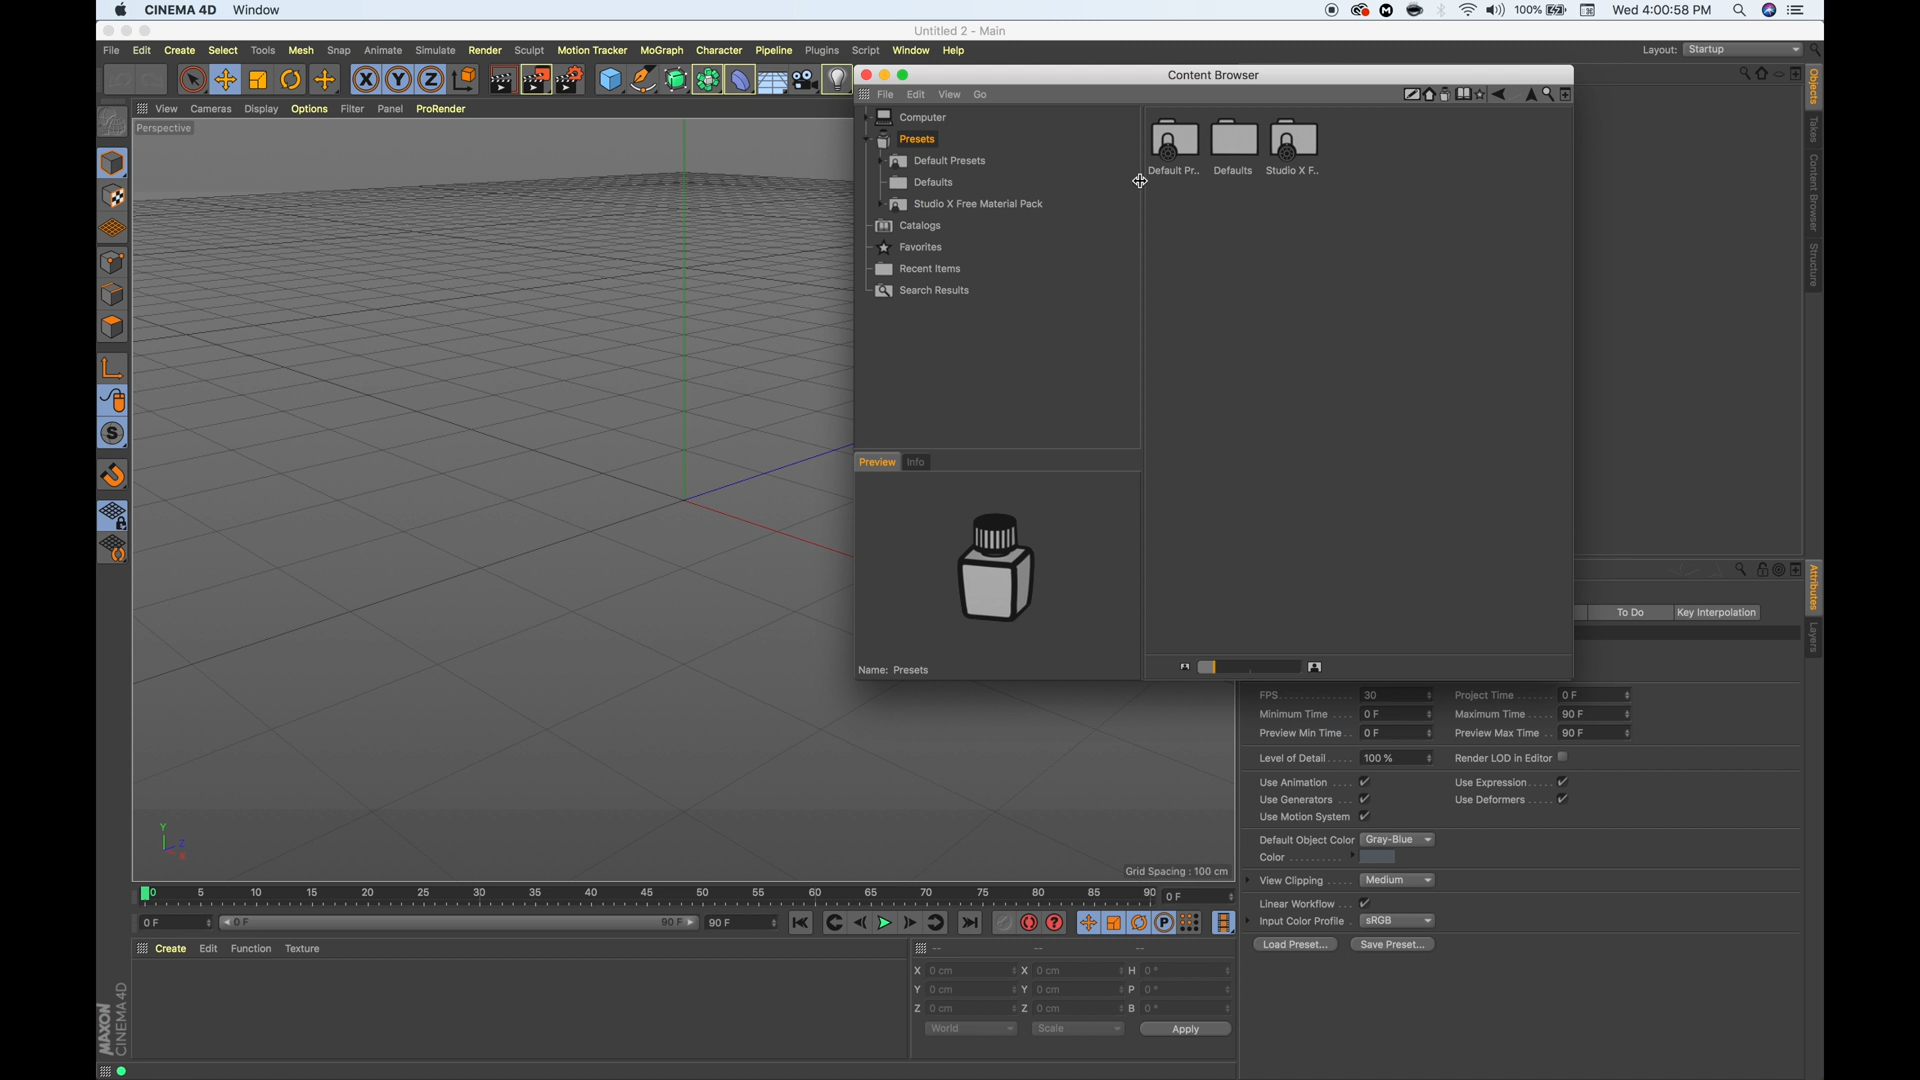 CINEMA 4D Window 100% Wed 4:00:58 PM
Untitled 2 - Main
File Edit Create Select Tools Mesh Snap Animate Simulate Render Sculpt Motion Tracker MoGraph Character Pipeline Plugins Script Window Help Layout: Startup
X Y Z
Content Browser
File Edit View Go
View Cameras Display Options Filter Panel ProRender
Perspective
Computer
Presets
Default Presets
Defaults
Studio X Free Material Pack
Catalogs
Favorites
Recent Items
Search Results
Default Pr.. Defaults Studio X F..
Preview Info
Name: Presets
Objects
Takes
Content Browser
Structure
Attributes
Layers
To Do Key Interpolation
FPS 30 Project Time 0 F
Minimum Time 0 F Maximum Time 90 F
Preview Min Time 0 F Preview Max Time 90 F
Level of Detail 100 % Render LOD in Editor
Use Animation Use Expression
Use Generators Use Deformers
Use Motion System
Default Object Color Gray-Blue
Color
View Clipping Medium
Linear Workflow
Input Color Profile sRGB
Load Preset... Save Preset...
Y
Z
X
Grid Spacing : 100 cm
0 5 10 15 20 25 30 35 40 45 50 55 60 65 70 75 80 85 90 0 F
0 F 0 F 90 F 90 F
P
Create Edit Function Texture
-- -- --
X 0 cm X 0 cm H 0 °
Y 0 cm Y 0 cm P 0 °
Z 0 cm Z 0 cm B 0 °
World Scale Apply
MAXON
CINEMA 4D